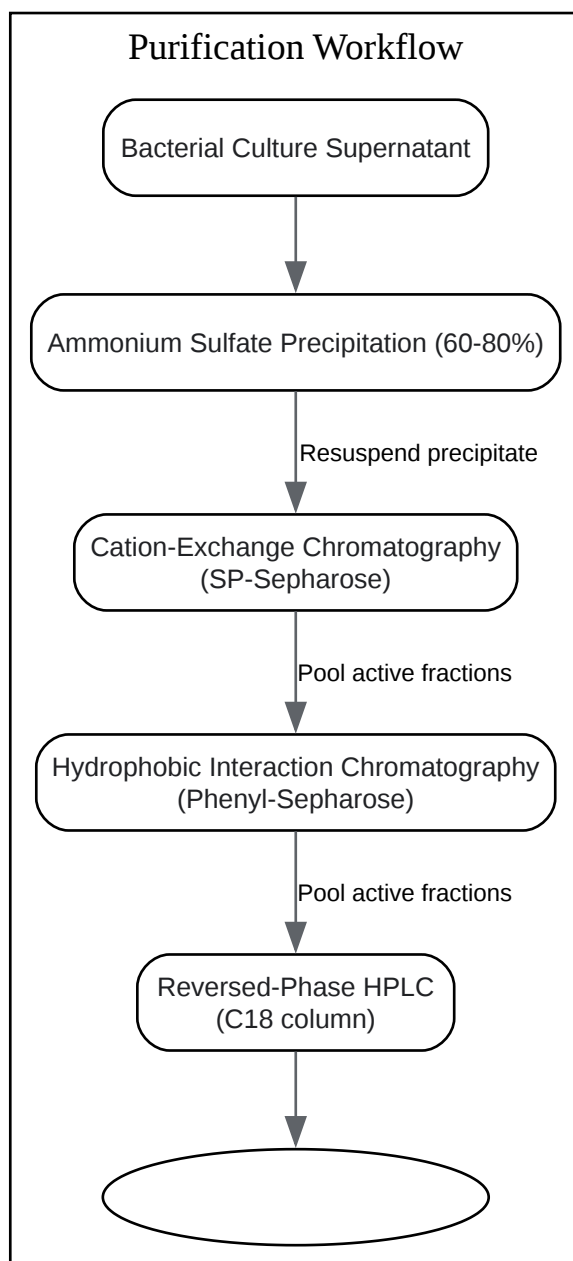 Purification Workflow
Bacterial Culture Supernatant
Ammonium Sulfate Precipitation (60-80%)
Resuspend precipitate
Cation-Exchange Chromatography
(SP-Sepharose)
Pool active fractions
Hydrophobic Interaction Chromatography
(Phenyl-Sepharose)
Pool active fractions
Reversed-Phase HPLC
(C18 column)